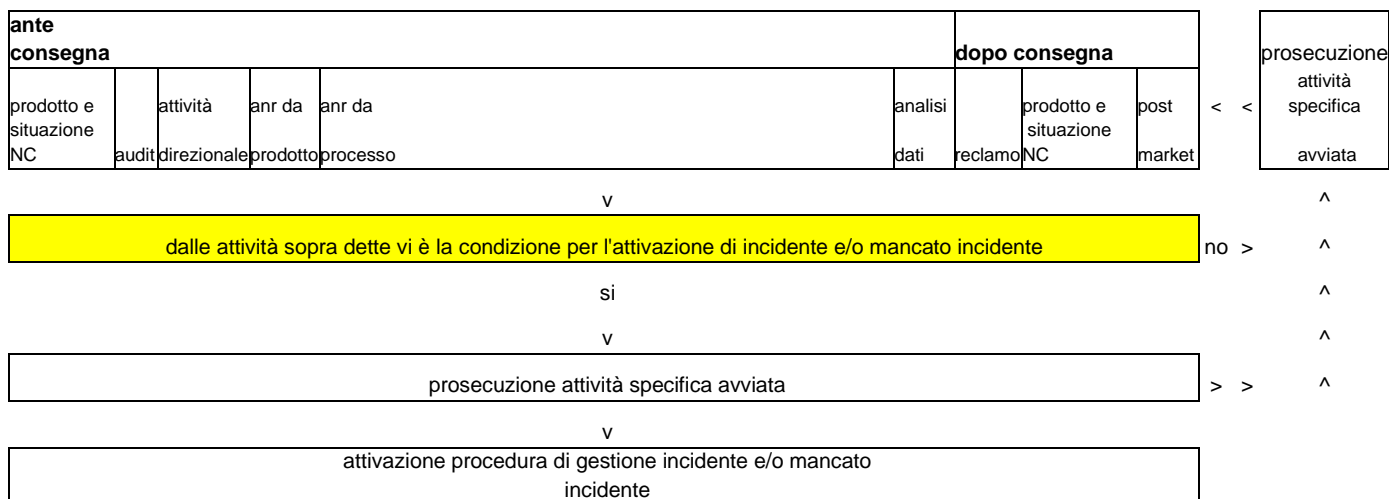 ante
consegna
dopo consegna
prosecuzione
attività
specifica
avviata
prodotto e
situazione
NC
audit
attività
direzionale
anr da
prodotto
anr da
processo
analisi
dati
reclamo
prodotto e
situazione
NC
post
market
< <
v
^
dalle attività sopra dette vi è la condizione per l'attivazione di incidente e/o mancato incidente
no >
^
si
^
v
^
prosecuzione attività specifica avviata
> >
^
v
attivazione procedura di gestione incidente e/o mancato
incidente